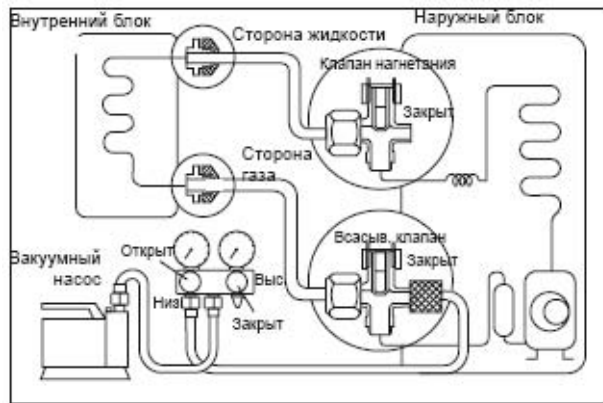 Внутренний блок
Наружный блок
Сторона жидкости
Клапан нагнетания
Закрыт
Сторона
газа
Всасыв. клапан
Закрыт
Вакуумный
насос
Открыт
Выс.
Низ
Закрыт